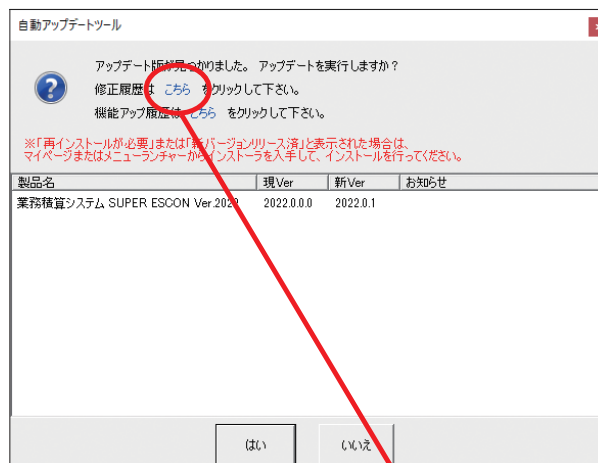 自動アップデートツール
アップデート版が見つかりました。 アップデートを実行しますか?
修正履歴は こちら をクリックして下さい。
機能アップ履歴は こちら をクリックして下さい。
※「再インストールが必要」または「新バージョンリリース済」と表示された場合は、
マイページまたはメニューランチャーからインストーラを入手して、インストールを行ってください。
製品名 現Ver 新Ver お知らせ
業務積算システム SUPER ESCON Ver.2020 2022.0.0.0 2022.0.1
はい いいえ